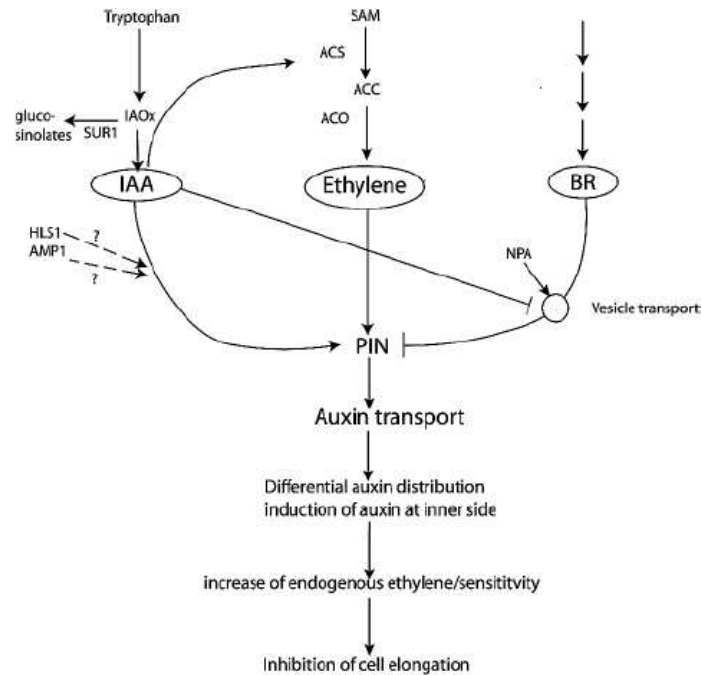 Tryptophan
SAM
ACS
ACC
gluco-
sinolates
SUR1
IAOx
ACO
IAA
Ethylene
BR
HLS1
?
AMP1
?
NPA
Vesicle transport
PIN
Auxin transport
Differential auxin distribution
induction of auxin at inner side
increase of endogenous ethylene/sensititvity
Inhibition of cell elongation